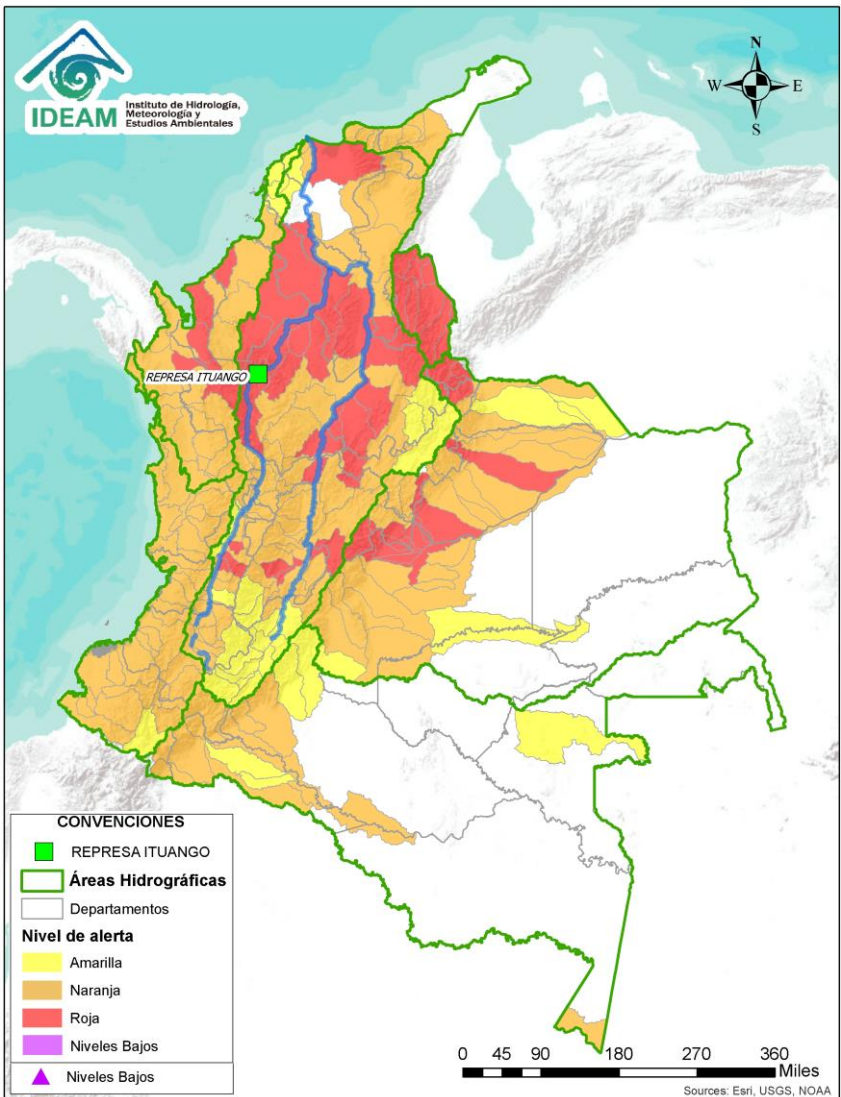 IDEAM
Instituto de Hidrología,
Meteorología y
Estudios Ambientales
N
W
E
S
REPRESA ITUANGO
CONVENCIONES
REPRESA ITUANGO
Áreas Hidrográficas
Departamentos
Nivel de alerta
Amarilla
Naranja
Roja
Niveles Bajos
Niveles Bajos
0 45 90 180 270 360
Miles
Sources: Esri, USGS, NOAA